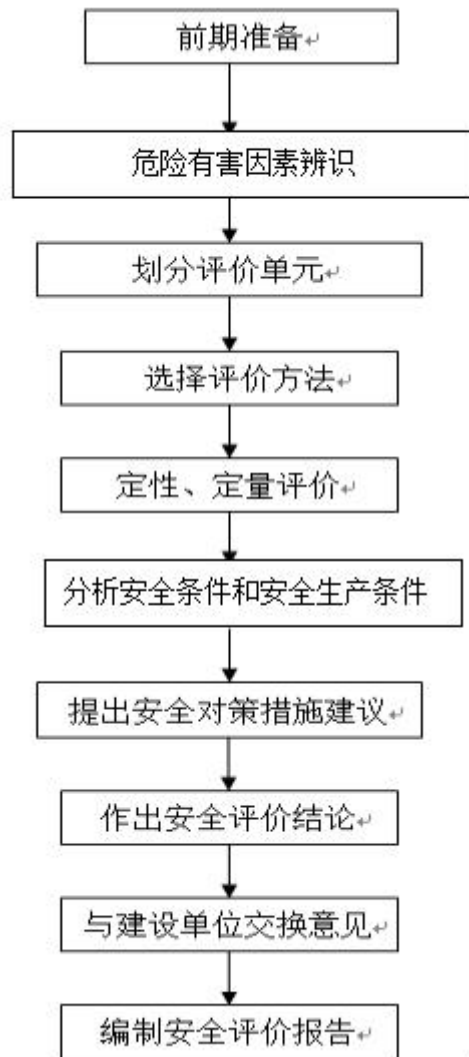 前期准备
危险有害因素辨识
划分评价单元
选择评价方法
定性、定量评价
分析安全条件和安全生产条件
提出安全对策措施建议
作出安全评价结论
与建设单位交换意见
编制安全评价报告